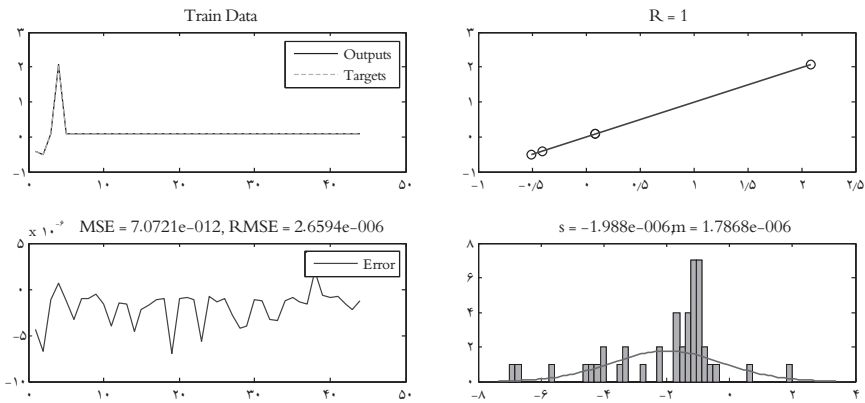 Train Data
۳
۲
۱
۰
-۱
Outputs
Targets
۰ ۱۰ ۲۰ ۳۰ ۴۰ ۵۰
R = 1
۳
۲
۱
۰
-۱
-۱ -۰/۵ ۰ ۰/۵ ۱ ۱/۵ ۲ ۲/۵
x ۱۰⁻۶ MSE = 7.0721e-012, RMSE = 2.6594e-006
۵
۰
-۵
-۱۰
Error
۰ ۱۰ ۲۰ ۳۰ ۴۰ ۵۰
s = -1.988e-006,m = 1.7868e-006
۸
۶
۴
۲
۰
-۸ -۶ -۴ -۲ ۰ ۲ ۴